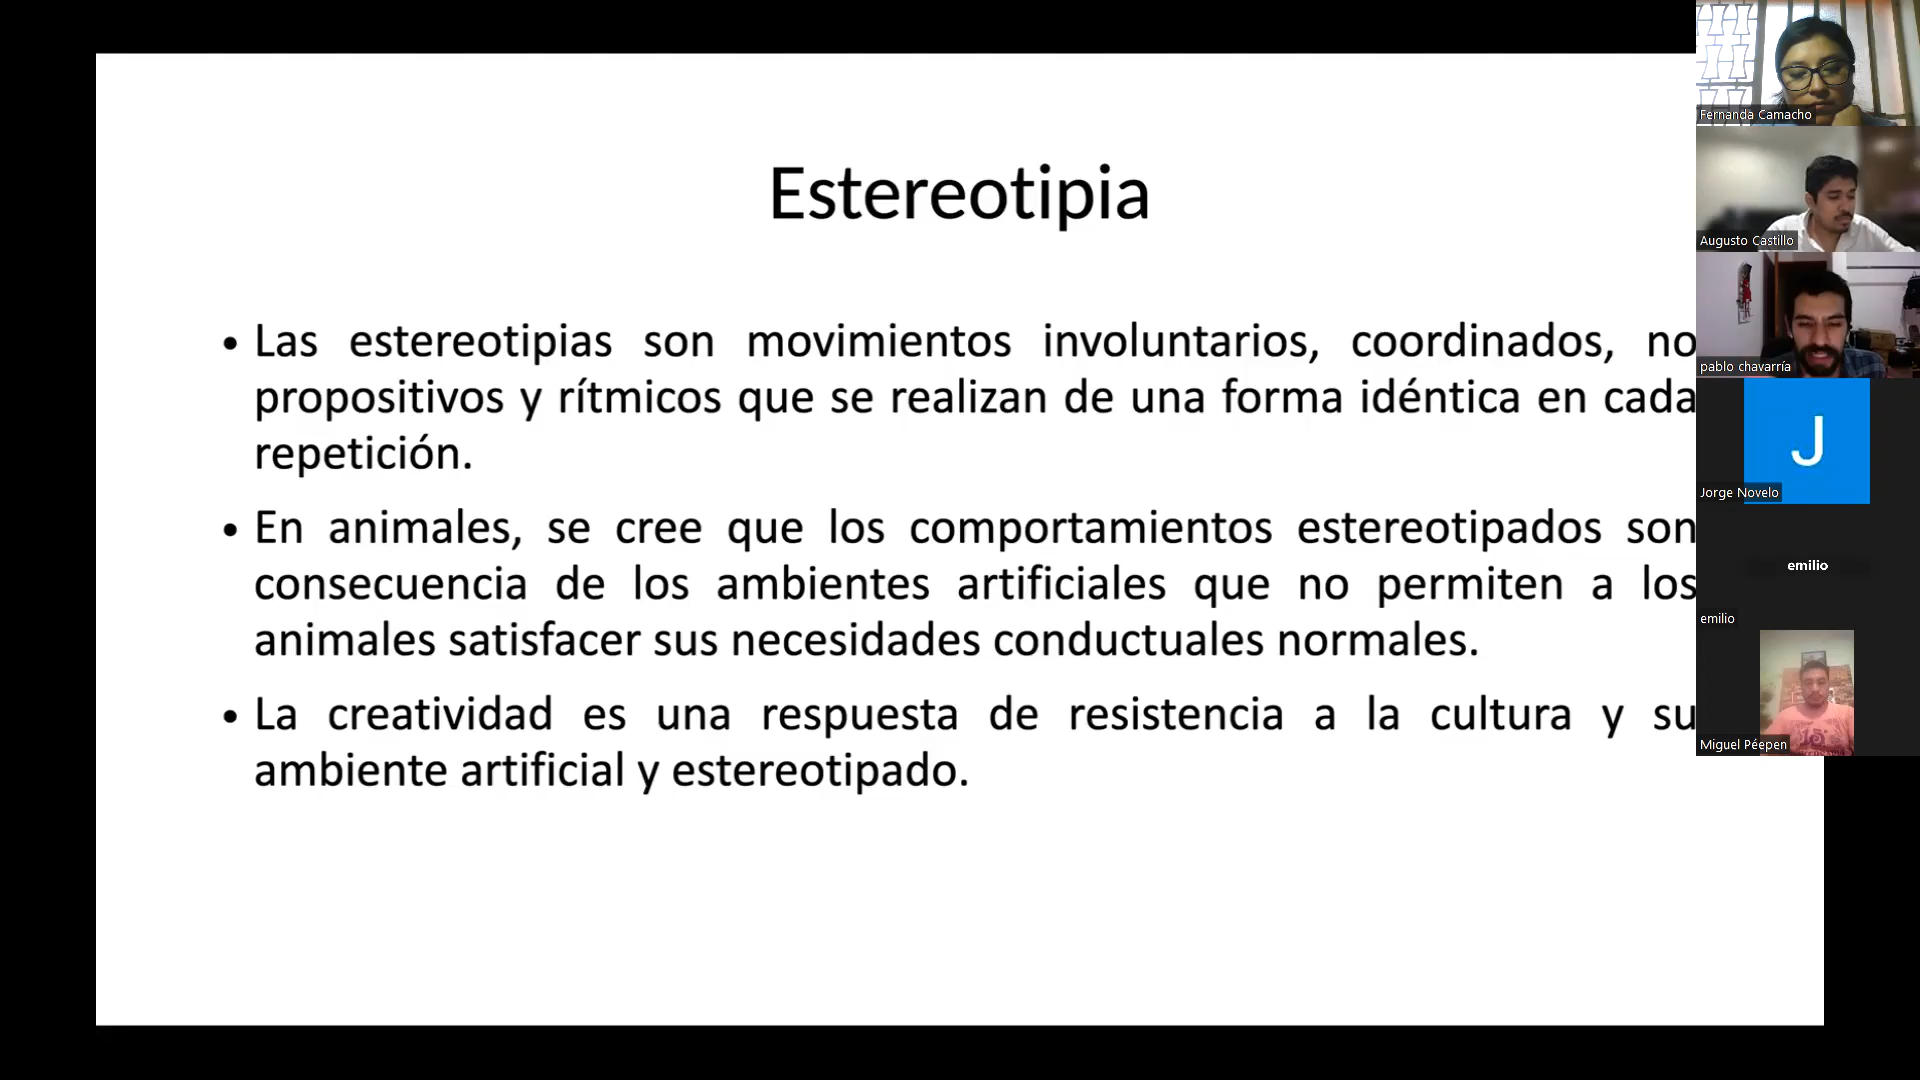 Estereotipia
• Las estereotipias son movimientos involuntarios, coordinados, no
propositivos y rítmicos que se realizan de una forma idéntica en cada
repetición.
• En animales, se cree que los comportamientos estereotipados son
consecuencia de los ambientes artificiales que no permiten a los
animales satisfacer sus necesidades conductuales normales.
• La creatividad es una respuesta de resistencia a la cultura y su
ambiente artificial y estereotipado.
Fernanda Camacho
Augusto Castillo
pablo chavarría
J
Jorge Novelo
emilio
emilio
Miguel Péepen